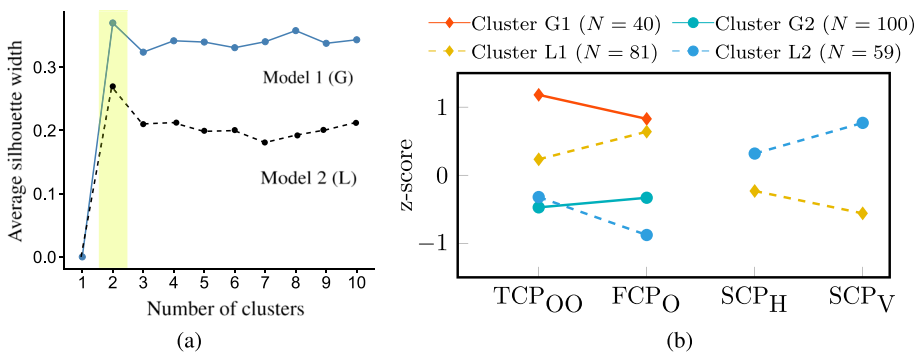 Average silhouette width
0.3
0.2
0.1
0.0
Model 1 (G)
Model 2 (L)
1 2 3 4 5 6 7 8 9 10
Number of clusters
(a)
Cluster G1 (N = 40) Cluster G2 (N = 100)
Cluster L1 (N = 81) Cluster L2 (N = 59)
z-score
1
0
−1
TCP_OO FCP_O SCP_H SCP_V
(b)